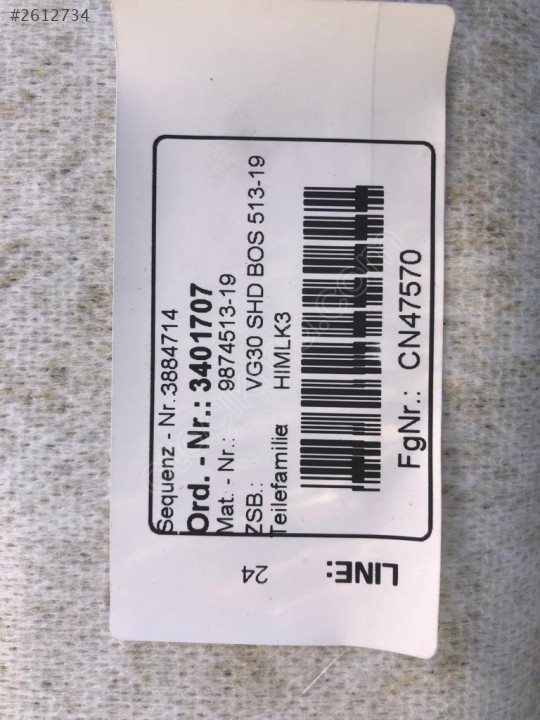 #2612734
Sequenz - Nr.:3884714
Ord. - Nr.: 3401707
Mat. - Nr.: 9874513-19
ZSB.: VG30 SHD BOS 513-19
Teilefamilie: HIMLK3
FgNr.: CN47570
LINE: 24